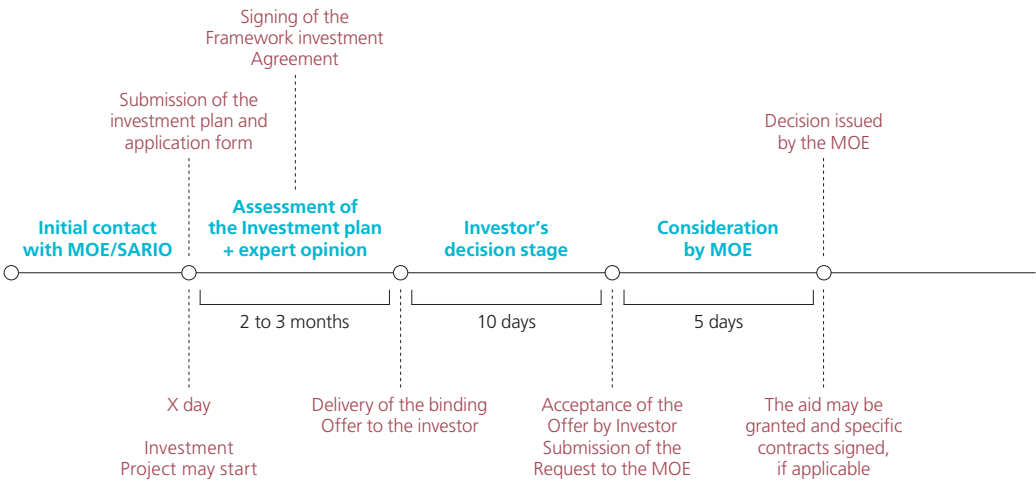 Signing of the
Framework investment
Agreement
Submission of the
investment plan and
application form
Decision issued
by the MOE
Initial contact
with MOE/SARIO
Assessment of
the Investment plan
+ expert opinion
Investor's
decision stage
Consideration
by MOE
2 to 3 months
10 days
5 days
X day
Investment
Project may start
Delivery of the binding
Offer to the investor
Acceptance of the
Offer by Investor
Submission of the
Request to the MOE
The aid may be
granted and specific
contracts signed,
if applicable